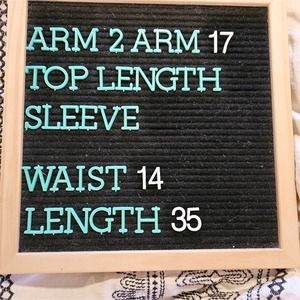 ARM 2 ARM 17
TOP LENGTH
SLEEVE
WAIST 14
LENGTH 35